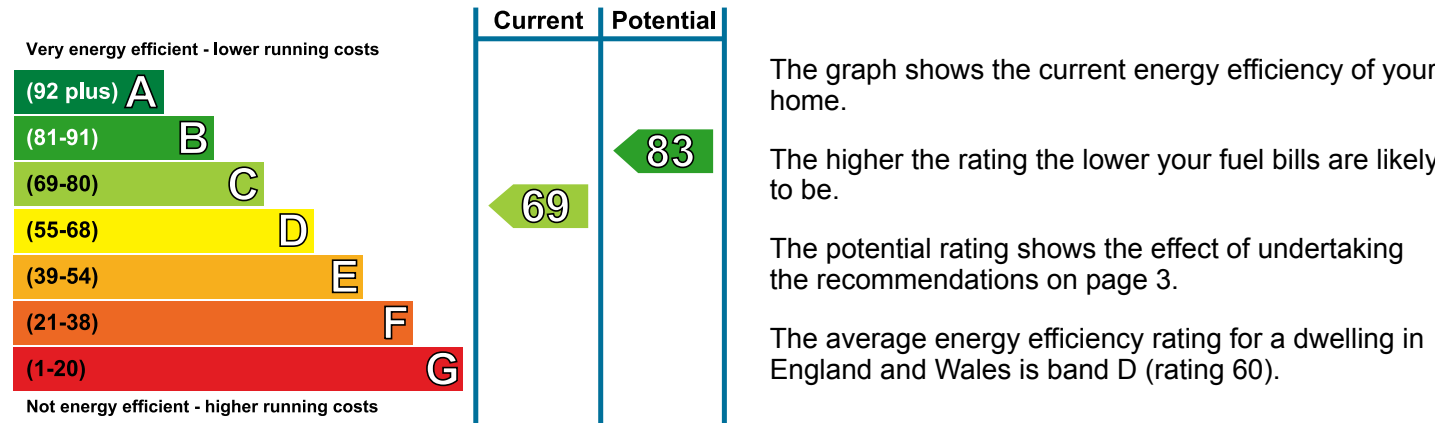 Current Potential
Very energy efficient - lower running costs
(92 plus) A
(81-91) B
83
(69-80) C
69
(55-68) D
(39-54) E
(21-38) F
(1-20) G
Not energy efficient - higher running costs
The graph shows the current energy efficiency of your
home.
The higher the rating the lower your fuel bills are likely
to be.
The potential rating shows the effect of undertaking
the recommendations on page 3.
The average energy efficiency rating for a dwelling in
England and Wales is band D (rating 60).